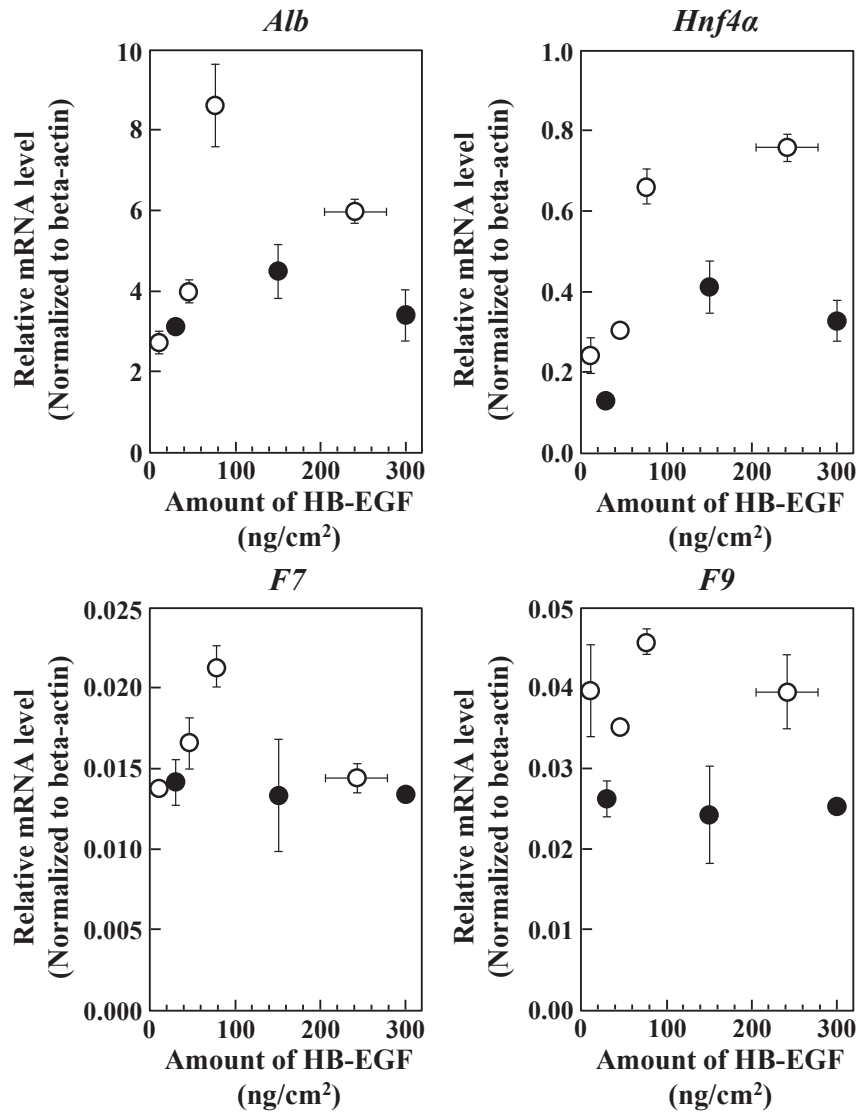 Alb
Relative mRNA level
(Normalized to beta-actin)
10
8
6
4
2
0
0 100 200 300
Amount of HB-EGF
(ng/cm²)
Hnf4α
Relative mRNA level
(Normalized to beta-actin)
1.0
0.8
0.6
0.4
0.2
0.0
0 100 200 300
Amount of HB-EGF
(ng/cm²)
F7
Relative mRNA level
(Normalized to beta-actin)
0.025
0.020
0.015
0.010
0.005
0.000
0 100 200 300
Amount of HB-EGF
(ng/cm²)
F9
Relative mRNA level
(Normalized to beta-actin)
0.05
0.04
0.03
0.02
0.01
0.00
0 100 200 300
Amount of HB-EGF
(ng/cm²)